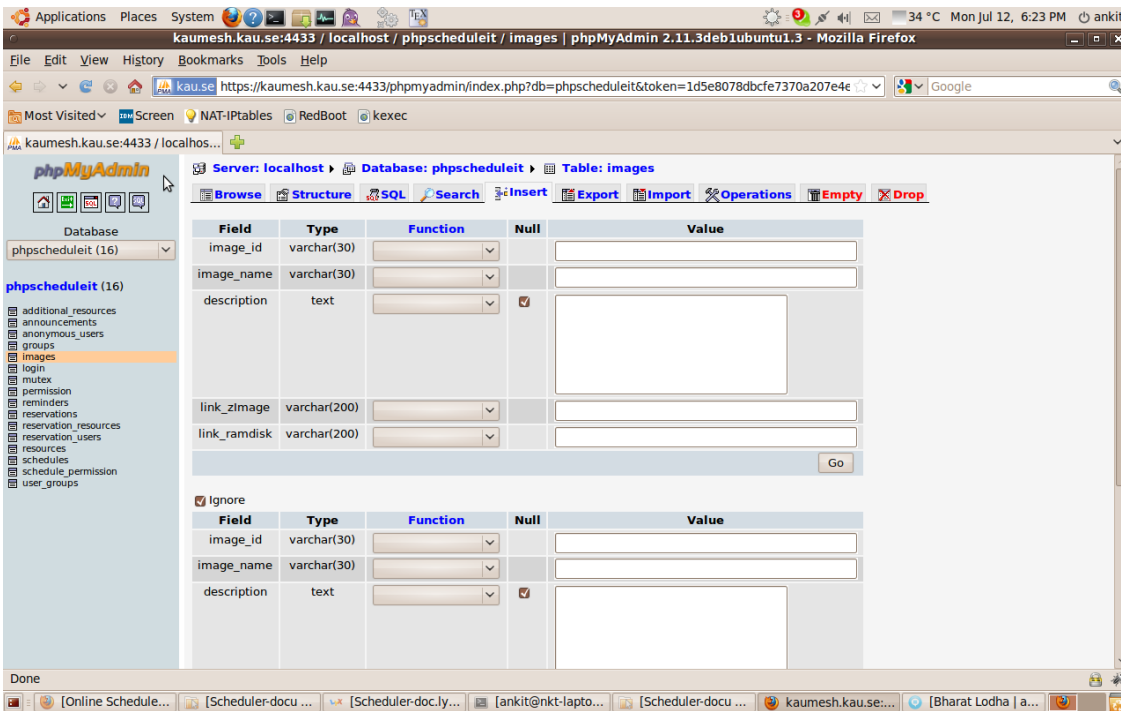 Applications Places System 34 °C Mon Jul 12, 6:23 PM ankit
kaumesh.kau.se:4433 / localhost / phpscheduleit / images | phpMyAdmin 2.11.3deb1ubuntu1.3 - Mozilla Firefox
File Edit View History Bookmarks Tools Help
kau.se https://kaumesh.kau.se:4433/phpmyadmin/index.php?db=phpscheduleit&token=1d5e8078dbcfe7370a207e4e Google
Most Visited IBM Screen NAT-IPtables RedBoot kexec
kaumesh.kau.se:4433 / localhos...
phpMyAdmin
Database
phpscheduleit (16)
phpscheduleit (16)
additional_resources
announcements
anonymous_users
groups
images
login
mutex
permission
reminders
reservations
reservation_resources
reservation_users
resources
schedules
schedule_permission
user_groups
Server: localhost Database: phpscheduleit Table: images
Browse Structure SQL Search Insert Export Import Operations Empty Drop
Field Type Function Null Value
image_id varchar(30)
image_name varchar(30)
description text
link_zImage varchar(200)
link_ramdisk varchar(200)
Go
Ignore
Field Type Function Null Value
image_id varchar(30)
image_name varchar(30)
description text
Done
[Online Schedule... [Scheduler-docu ... [Scheduler-doc.ly... [ankit@nkt-lapto... [Scheduler-docu ... kaumesh.kau.se:... [Bharat Lodha | a...